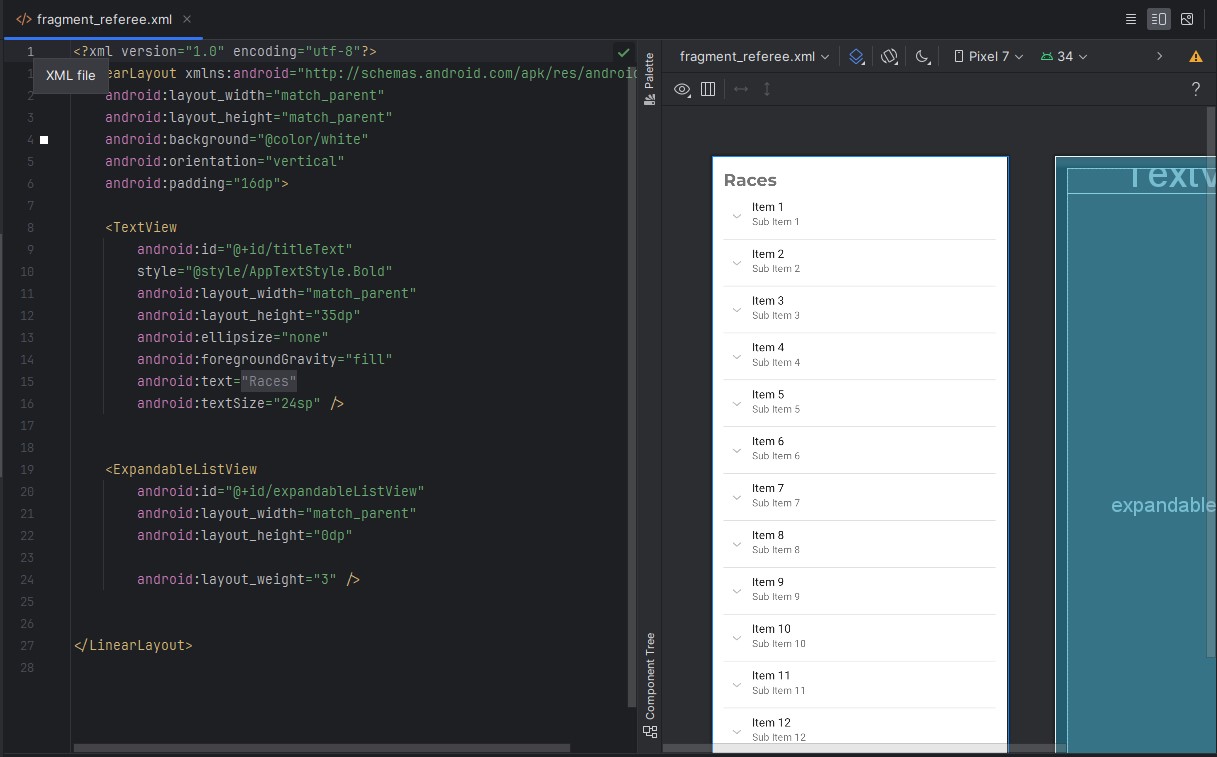 fragment_referee.xml
1 <?xml version="1.0" encoding="utf-8"?>
XML file
1 earLayout xmlns:android="http://schemas.android.com/apk/res/android
2 android:layout_width="match_parent"
3 android:layout_height="match_parent"
4 android:background="@color/white"
5 android:orientation="vertical"
6 android:padding="16dp">
7
8 <TextView
9 android:id="@+id/titleText"
10 style="@style/AppTextStyle.Bold"
11 android:layout_width="match_parent"
12 android:layout_height="35dp"
13 android:ellipsize="none"
14 android:foregroundGravity="fill"
15 android:text="Races"
16 android:textSize="24sp" />
17
18
19 <ExpandableListView
20 android:id="@+id/expandableListView"
21 android:layout_width="match_parent"
22 android:layout_height="0dp"
23
24 android:layout_weight="3" />
25
26
27 </LinearLayout>
28
Palette
Component Tree
fragment_referee.xml
Pixel 7
34
?
Races
Item 1
Sub Item 1
Item 2
Sub Item 2
Item 3
Sub Item 3
Item 4
Sub Item 4
Item 5
Sub Item 5
Item 6
Sub Item 6
Item 7
Sub Item 7
Item 8
Sub Item 8
Item 9
Sub Item 9
Item 10
Sub Item 10
Item 11
Sub Item 11
Item 12
Sub Item 12
TextV
expandable